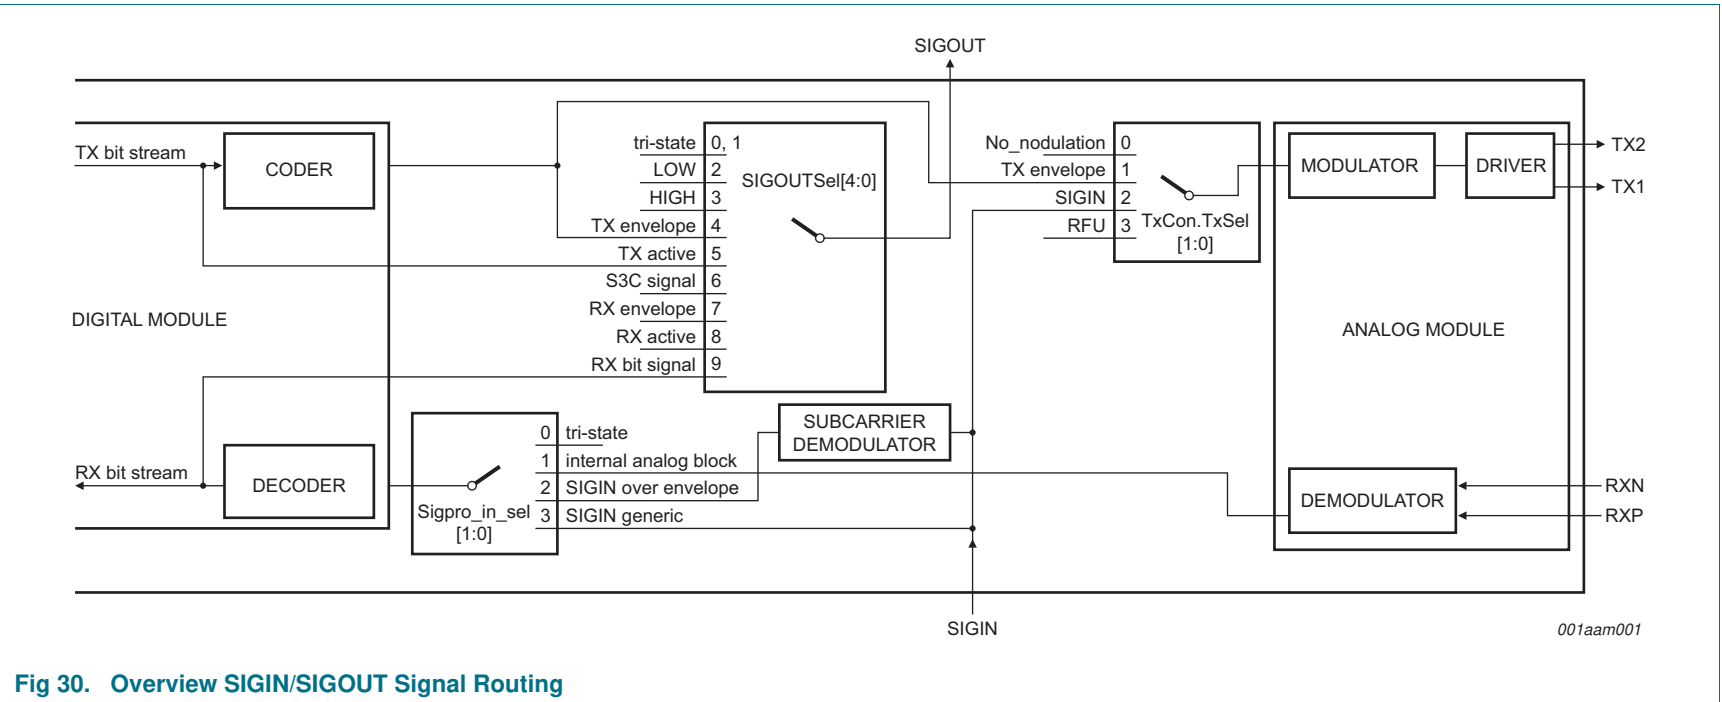 SIGOUT
TX bit stream
CODER
tri-state 0, 1
LOW 2
HIGH 3
TX envelope 4
TX active 5
S3C signal 6
RX envelope 7
RX active 8
RX bit signal 9
SIGOUTSel[4:0]
No_nodulation 0
TX envelope 1
SIGIN 2
RFU 3
TxCon.TxSel
[1:0]
MODULATOR
DRIVER
TX2
TX1
DIGITAL MODULE
ANALOG MODULE
RX bit stream
DECODER
Sigpro_in_sel
[1:0]
0 tri-state
1 internal analog block
2 SIGIN over envelope
3 SIGIN generic
SUBCARRIER
DEMODULATOR
DEMODULATOR
RXN
RXP
SIGIN
001aam001
Fig 30. Overview SIGIN/SIGOUT Signal Routing